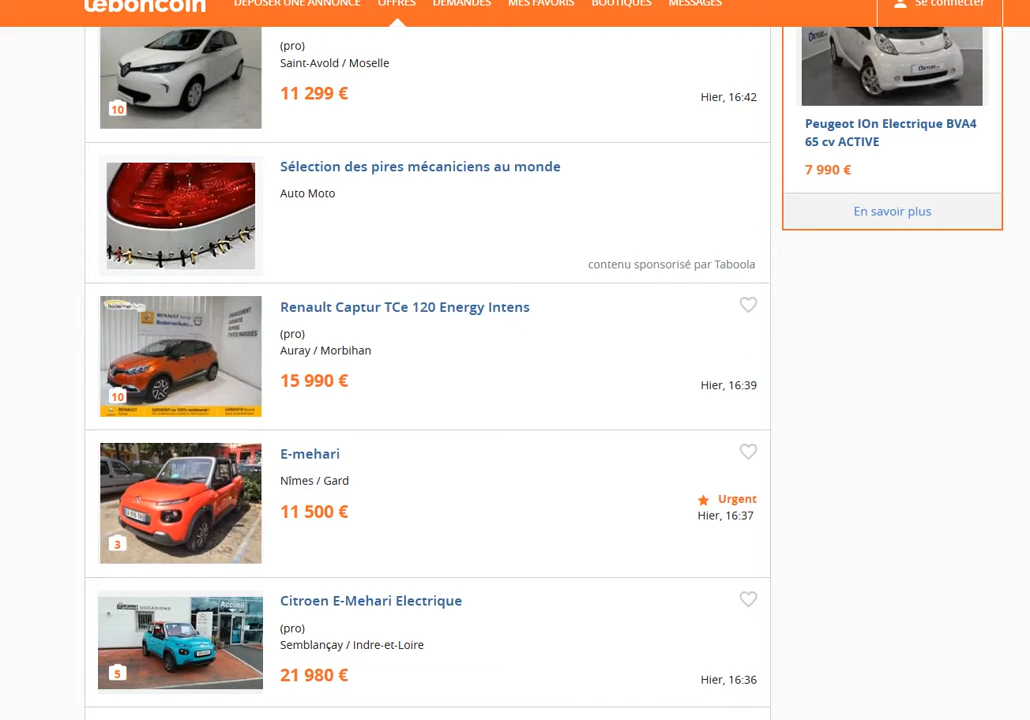 leboncoin
DÉPOSER UNE ANNONCE OFFRES DEMANDES MES FAVORIS BOUTIQUES MESSAGES Se connecter
(pro)
Saint-Avold / Moselle
11 299 €
Hier, 16:42
10
Sélection des pires mécaniciens au monde
Auto Moto
contenu sponsorisé par Taboola
Renault Captur TCe 120 Energy Intens
(pro)
Auray / Morbihan
15 990 €
Hier, 16:39
10
E-mehari
Nîmes / Gard
11 500 €
Urgent
Hier, 16:37
3
Citroen E-Mehari Electrique
(pro)
Semblançay / Indre-et-Loire
21 980 €
Hier, 16:36
Accueil
OCCASIONS
5
Peugeot IOn Electrique BVA4
65 cv ACTIVE
7 990 €
En savoir plus